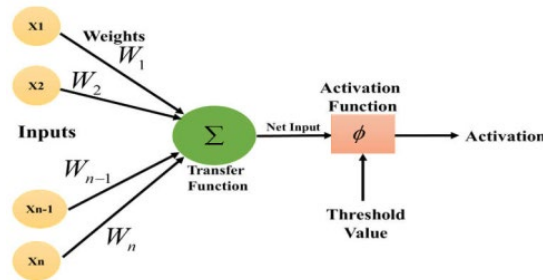 X1
Weights
W1
X2
W2
Activation
Function
Inputs
Σ
Net Input
ϕ
Activation
Transfer
Function
Wn−1
Xn-1
Wn
Threshold
Value
Xn